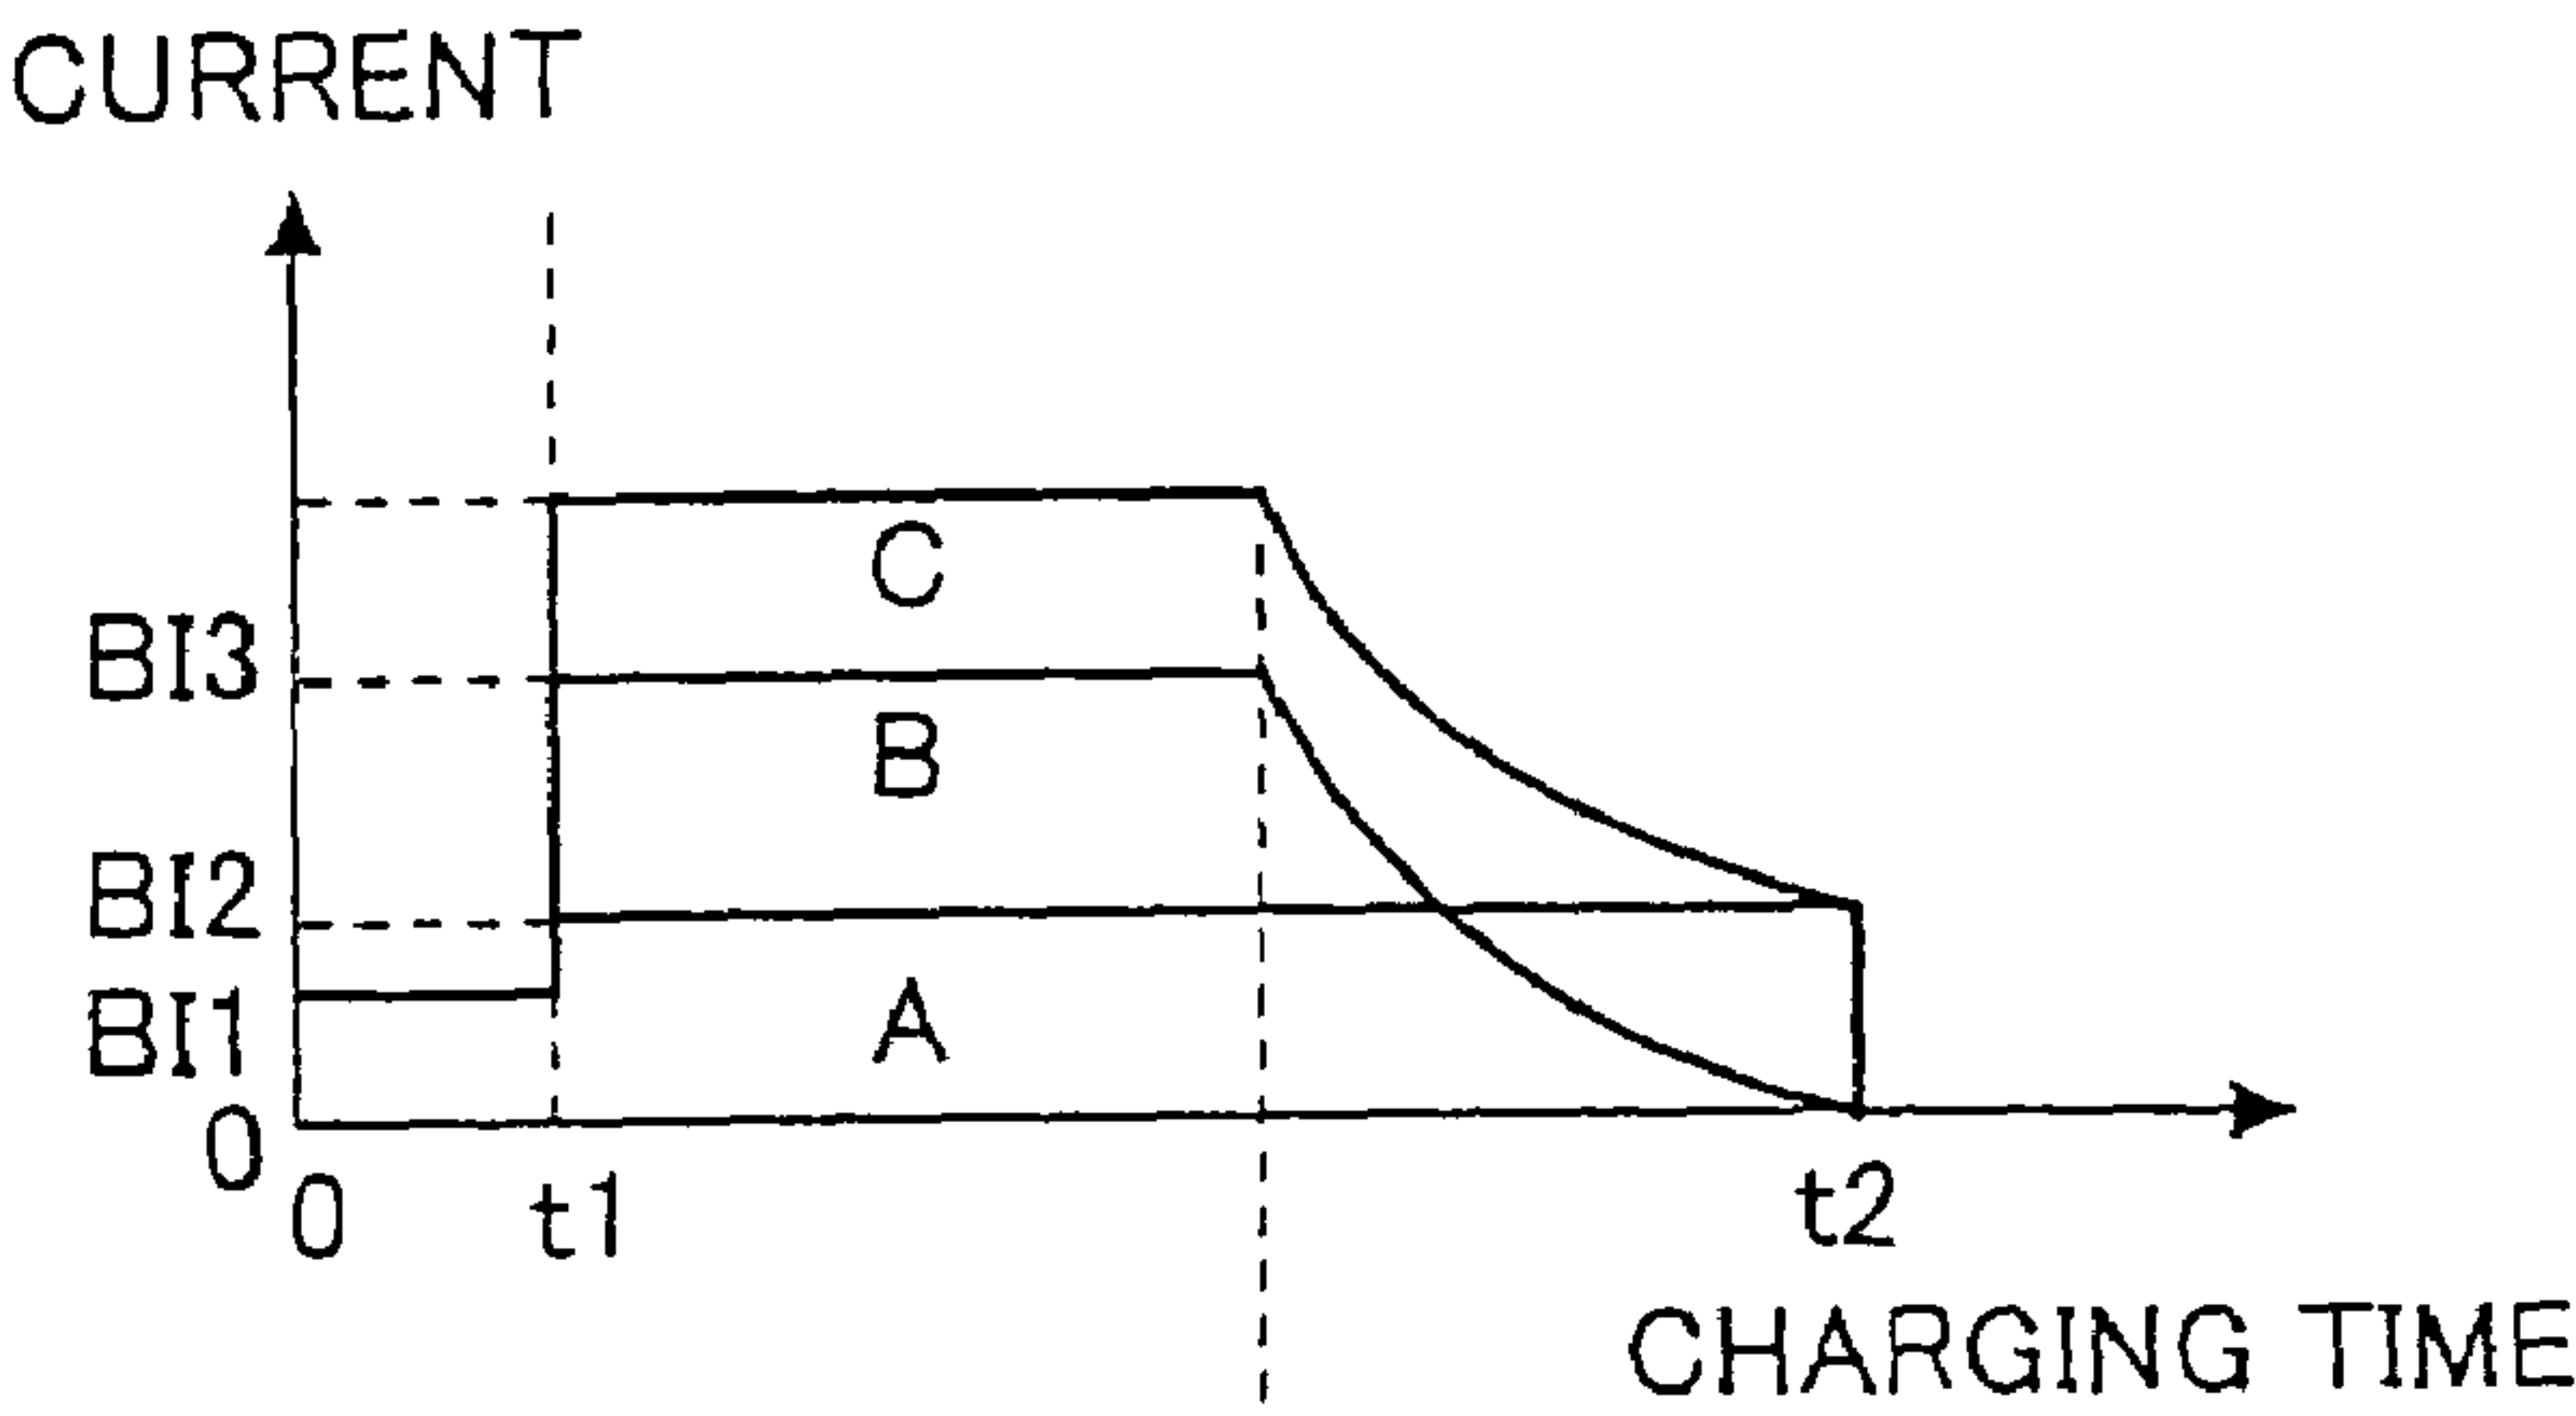 CURRENT
C
BI3
B
BI2
A
BI1
0
0 t1 t2
CHARGING TIME